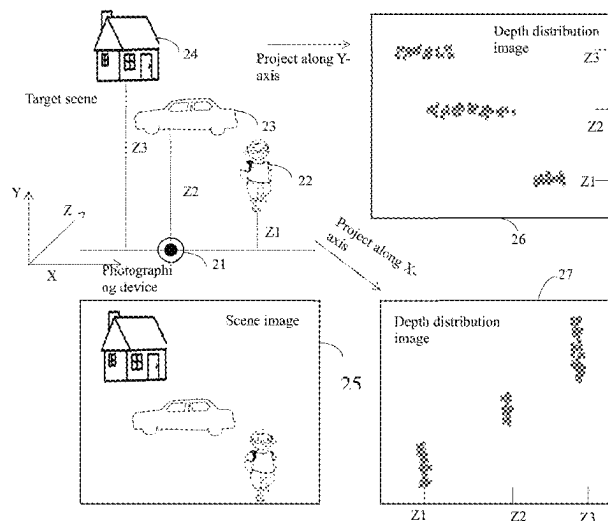 24
Target scene
Project along Y-
axis
Depth distribution
image
Z3
Z2
Z1
26
23
22
Z3
Z2
Z1
Y
Z
X
21
Photographi
ng device
Project along X-
axis
27
Scene image
25
Depth distribution
image
Z1
Z2
Z3